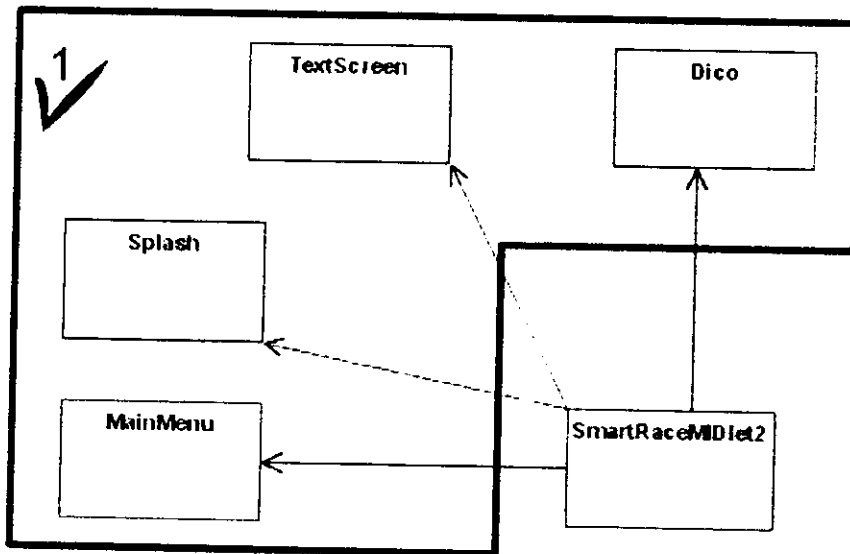 1
TextScreen
Dico
Splash
MainMenu
SmartRaceMIDlet2